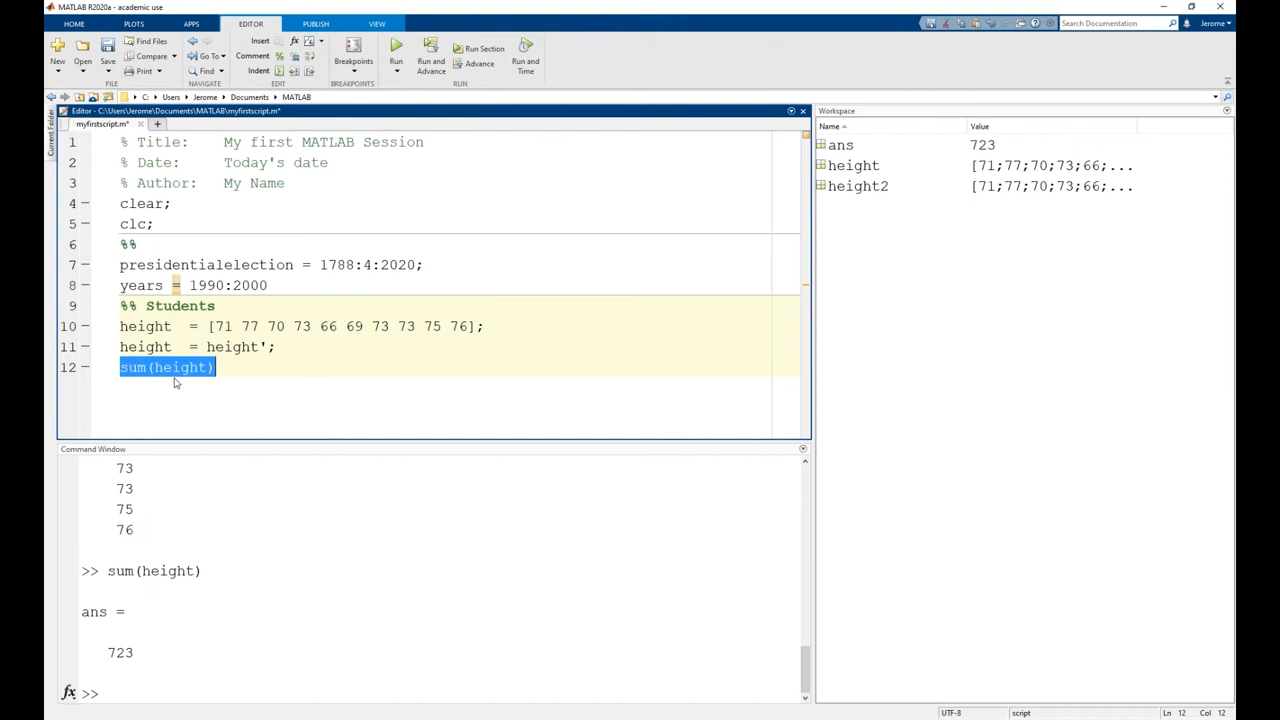 MATLAB R2020a - academic use
HOME PLOTS APPS EDITOR PUBLISH VIEW Search Documentation Jerome
New Open Save Find Files Compare Print Go To Find Insert Comment Indent fx Breakpoints Run Run and Advance Run Section Advance Run and Time
FILE NAVIGATE EDIT BREAKPOINTS RUN
C: Users Jerome Documents MATLAB
Current Folder
Editor - C:\Users\Jerome\Documents\MATLAB\myfirstscript.m*
myfirstscript.m*
1 % Title: My first MATLAB Session
2 % Date: Today's date
3 % Author: My Name
4 clear;
5 clc;
6 %%
7 presidentialelection = 1788:4:2020;
8 years = 1990:2000
9 %% Students
10 height = [71 77 70 73 66 69 73 73 75 76];
11 height = height';
12 sum(height)
Command Window
73
73
75
76
>> sum(height)
ans =
723
fx >>
Workspace
Name Value
ans 723
height [71;77;70;73;66;...
height2 [71;77;70;73;66;...
UTF-8 script Ln 12 Col 12